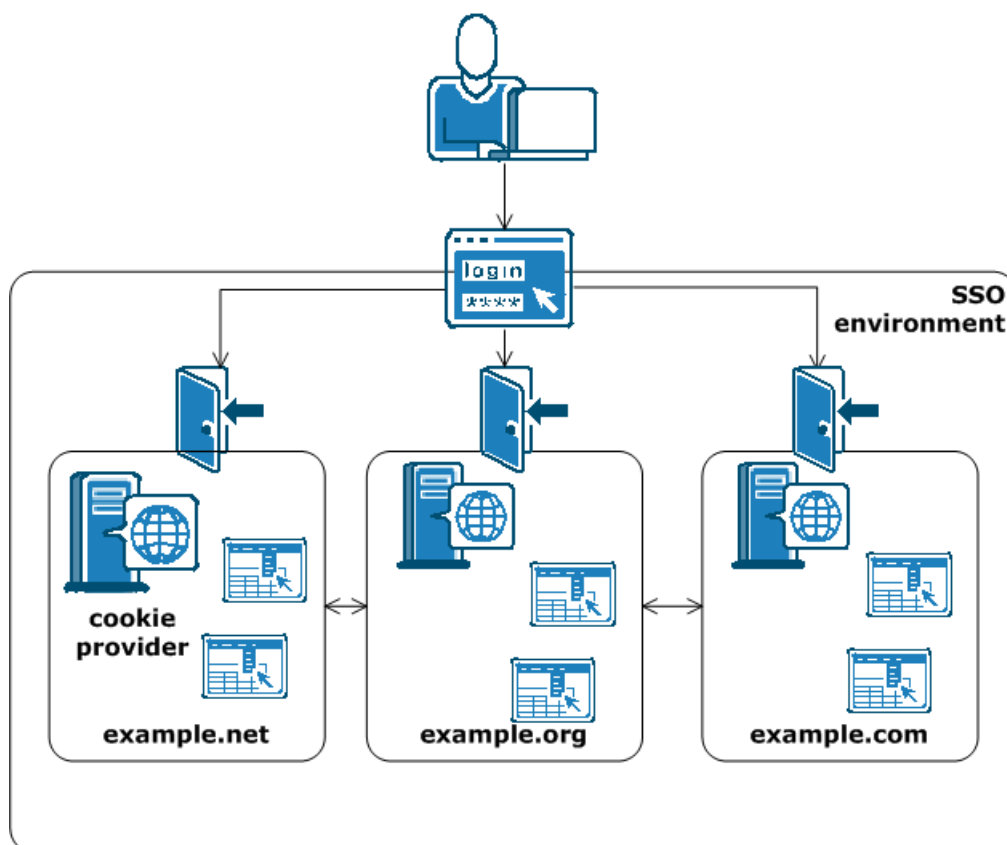 login
****
SSO
environment
cookie
provider
example.net
example.org
example.com